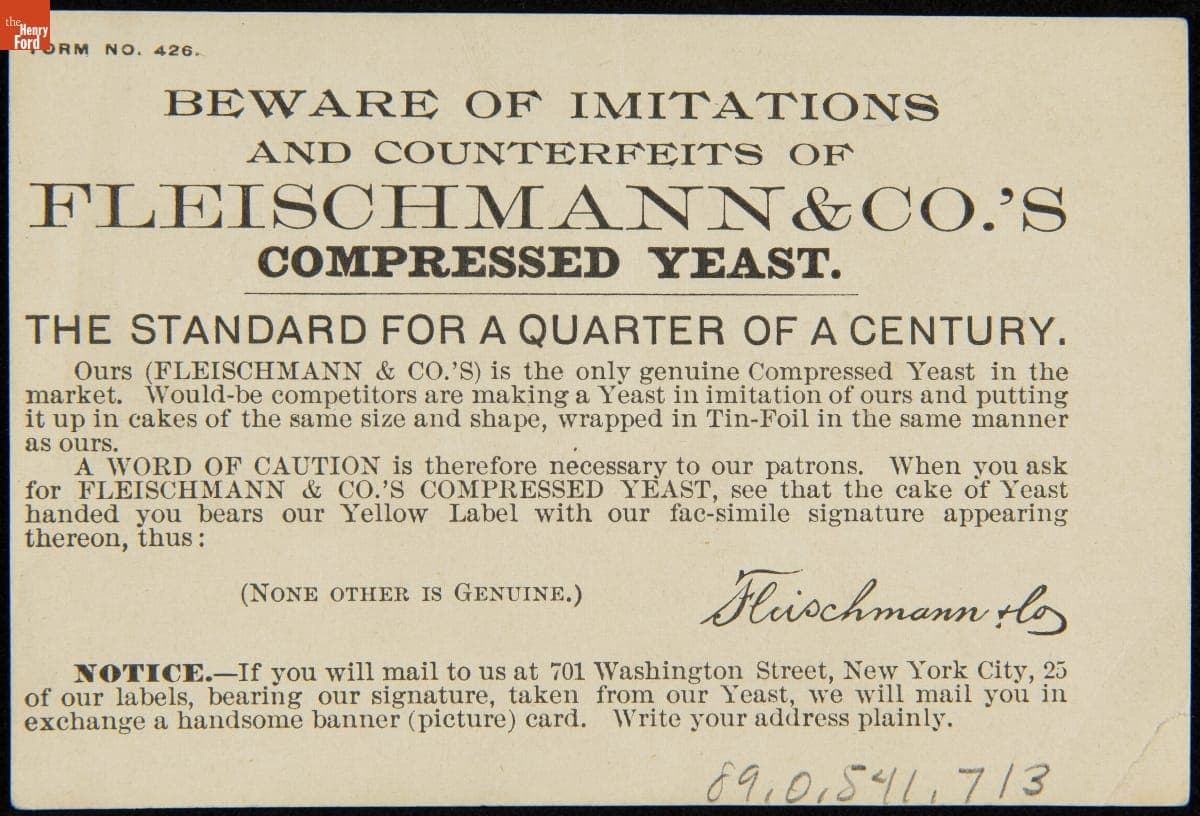 the
Henry
Ford
FORM NO. 426.
BEWARE OF IMITATIONS
AND COUNTERFEITS OF
FLEISCHMANN & CO.'S
COMPRESSED YEAST.
THE STANDARD FOR A QUARTER OF A CENTURY.
Ours (FLEISCHMANN & CO.'S) is the only genuine Compressed Yeast in the
market. Would-be competitors are making a Yeast in imitation of ours and putting
it up in cakes of the same size and shape, wrapped in Tin-Foil in the same manner
as ours.
A WORD OF CAUTION is therefore necessary to our patrons. When you ask
for FLEISCHMANN & CO.'S COMPRESSED YEAST, see that the cake of Yeast
handed you bears our Yellow Label with our fac-simile signature appearing
thereon, thus:
(NONE OTHER IS GENUINE.)
Fleischmann & Co
NOTICE.—If you will mail to us at 701 Washington Street, New York City, 25
of our labels, bearing our signature, taken from our Yeast, we will mail you in
exchange a handsome banner (picture) card. Write your address plainly.
89.0.541.713